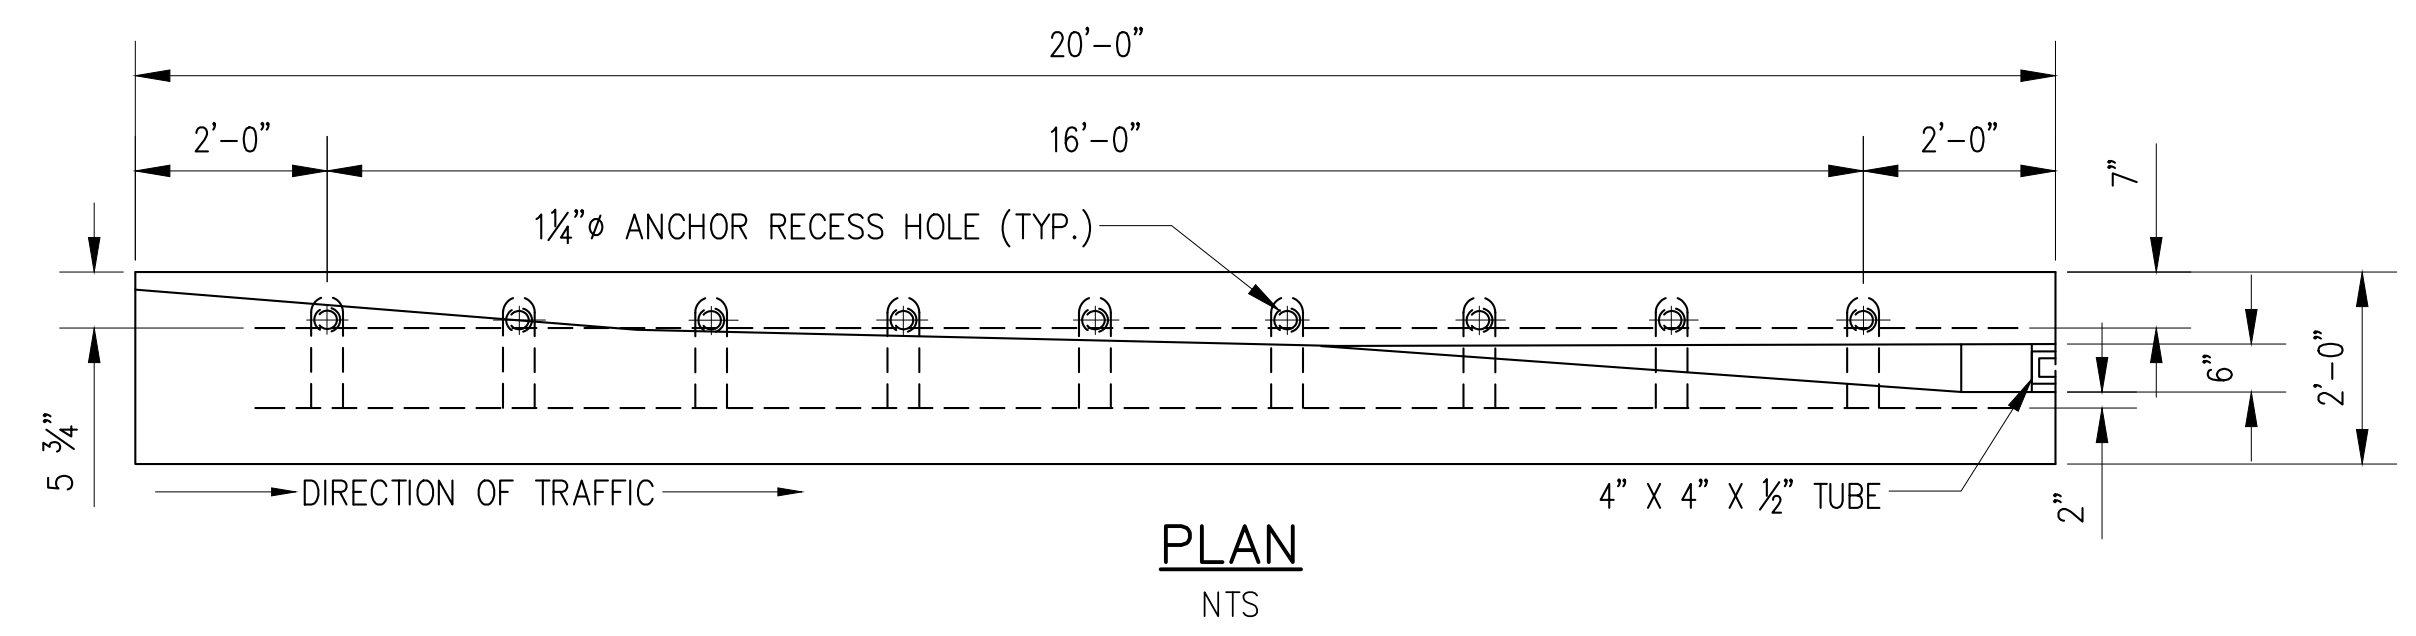 20'-0"
2'-0"
16'-0"
2'-0"
7"
1¼"ø ANCHOR RECESS HOLE (TYP.)
6"
2'-0"
5 ¾"
DIRECTION OF TRAFFIC
4" X 4" X ½" TUBE
2"
PLAN
NTS